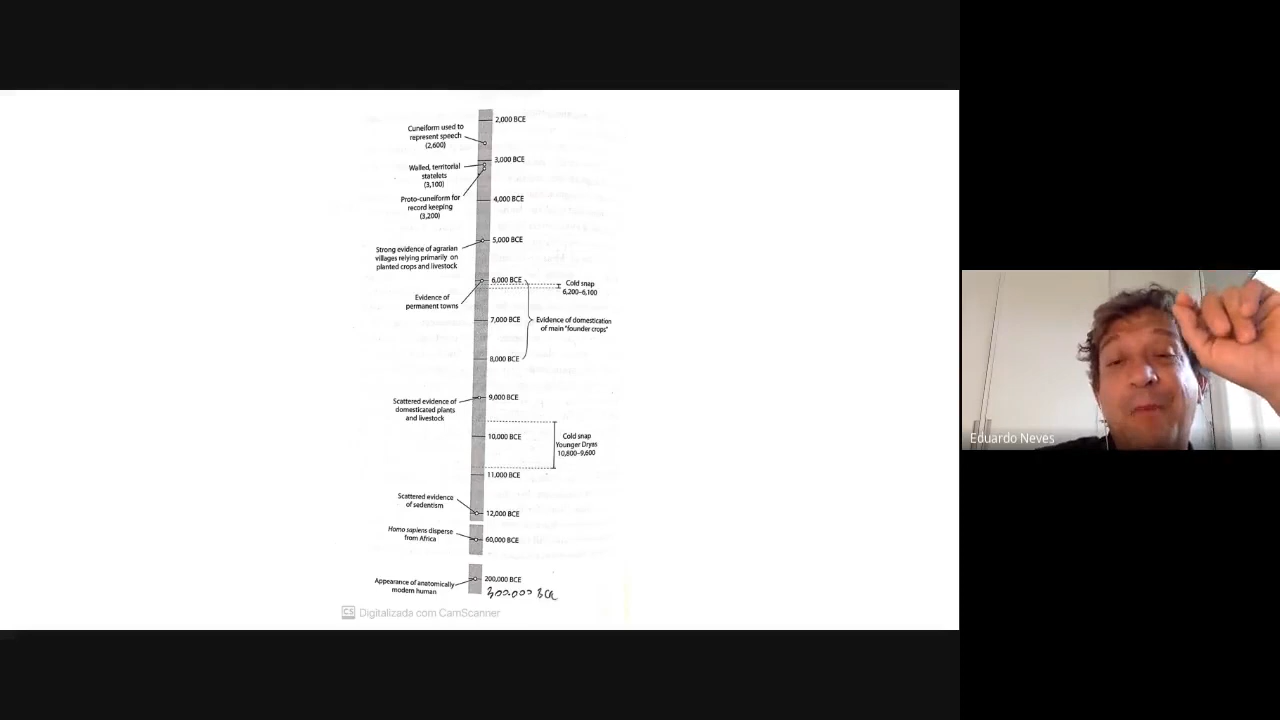 2,000 BCE
Cuneiform used to
represent speech
(2,600)
3,000 BCE
Walled, territorial
statelets
(3,100)
Proto-cuneiform for
record keeping
(3,200)
4,000 BCE
5,000 BCE
Strong evidence of agrarian
villages relying primarily on
planted crops and livestock
6,000 BCE
Cold snap
6,200–6,100
Evidence of
permanent towns
7,000 BCE
Evidence of domestication
of main "founder crops"
8,000 BCE
9,000 BCE
Scattered evidence of
domesticated plants
and livestock
10,000 BCE
Cold snap
Younger Dryas
10,800–9,600
11,000 BCE
Scattered evidence
of sedentism
12,000 BCE
Homo sapiens disperse
from Africa
60,000 BCE
Appearance of anatomically
modern human
200,000 BCE
300.000 BCE
CS Digitalizada com CamScanner
Eduardo Neves